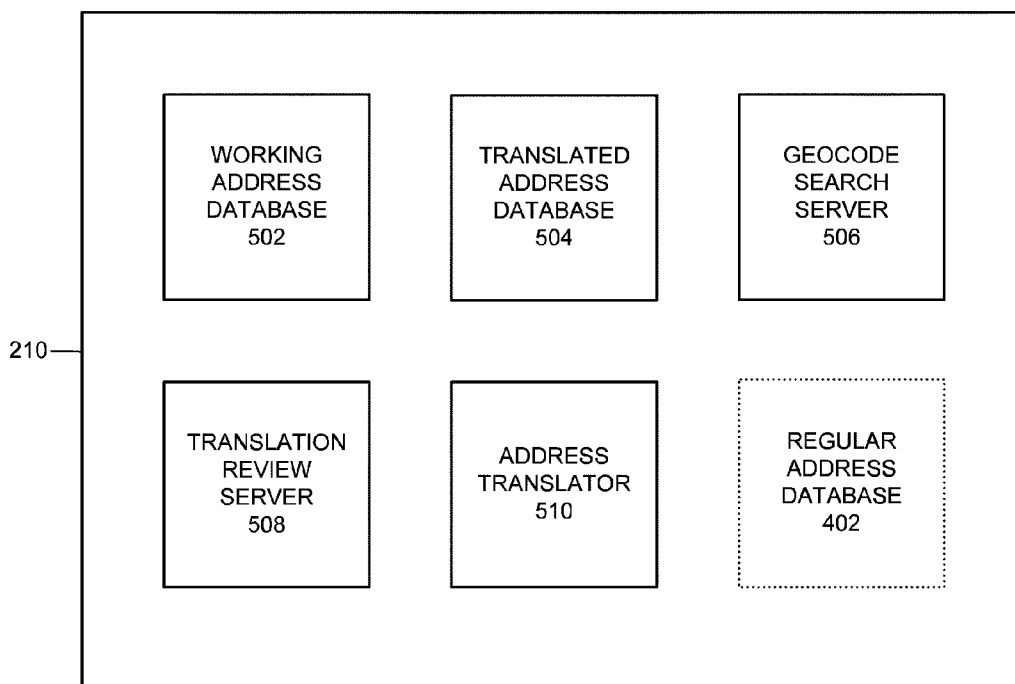 WORKING
ADDRESS
DATABASE
502
TRANSLATED
ADDRESS
DATABASE
504
GEOCODE
SEARCH
SERVER
506
210
TRANSLATION
REVIEW
SERVER
508
ADDRESS
TRANSLATOR
510
REGULAR
ADDRESS
DATABASE
402